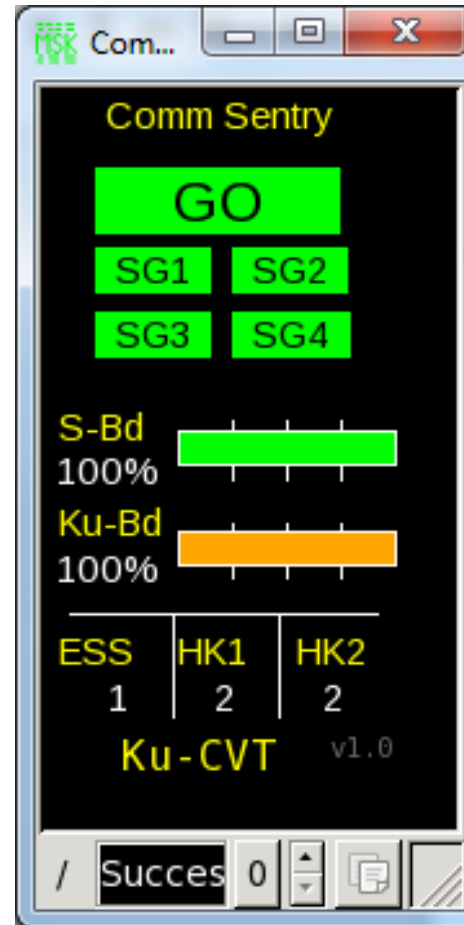 MSK Com...
Comm Sentry
GO
SG1 SG2
SG3 SG4
S-Bd
100%
Ku-Bd
100%
ESS HK1 HK2
1 2 2
Ku-CVT v1.0
/ Succes 0